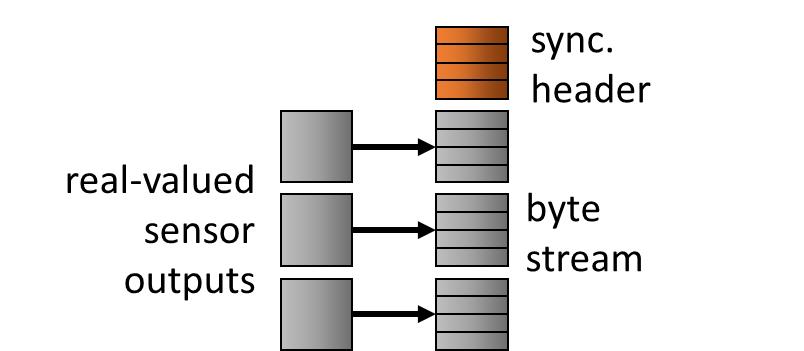 sync.
header
real-valued
sensor
outputs
byte
stream